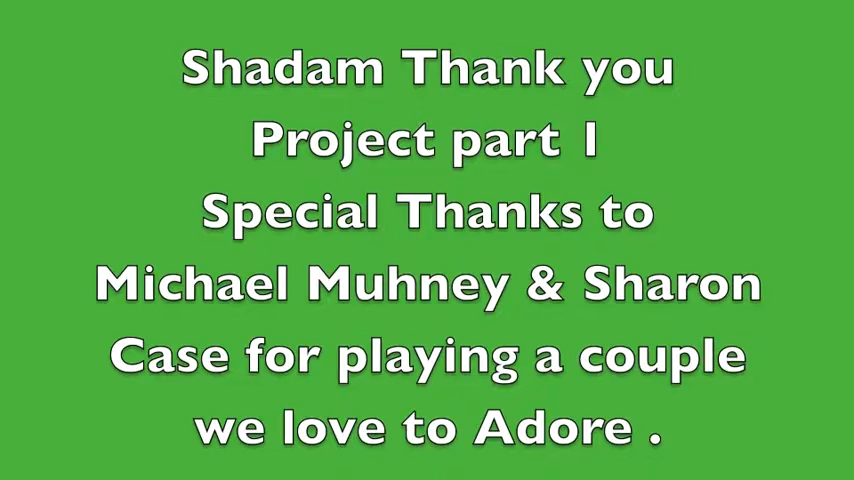 Shadam Thank you
Project part 1
Special Thanks to
Michael Muhney & Sharon
Case for playing a couple
we love to Adore .